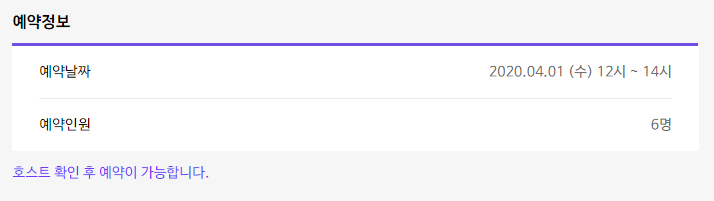 예약정보
예약날짜 2020.04.01 (수) 12시 ~ 14시
예약인원 6명
호스트 확인 후 예약이 가능합니다.